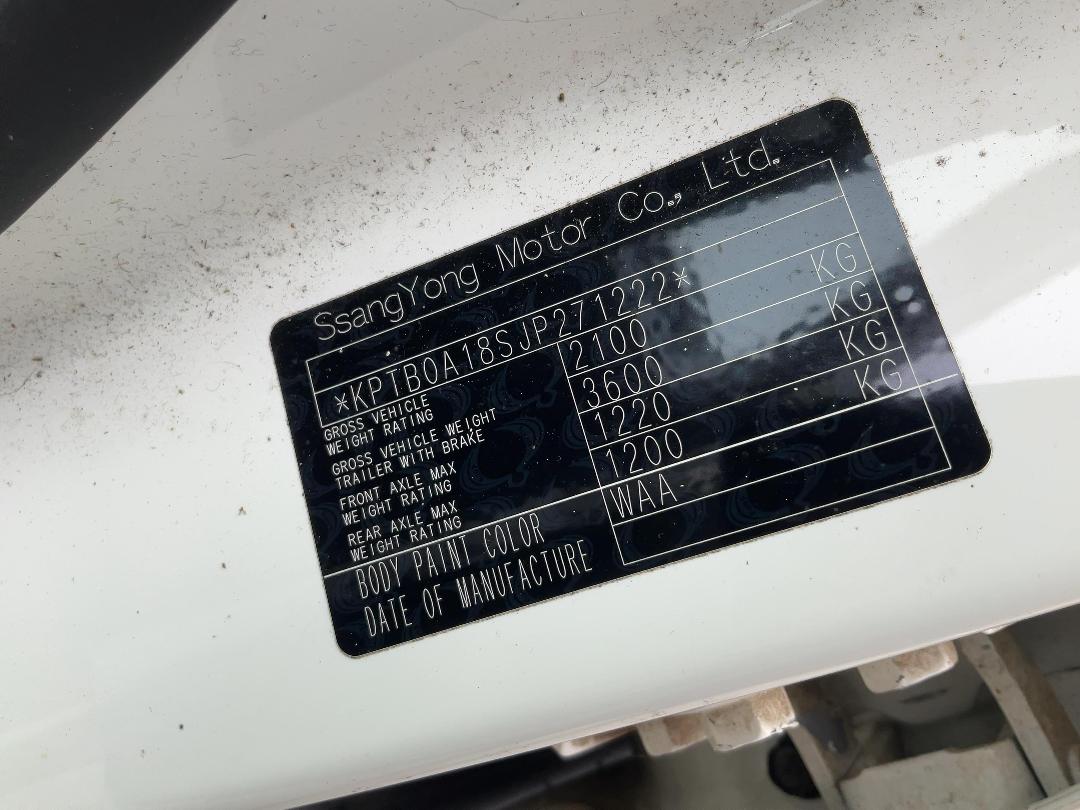 SsangYong Motor Co., Ltd.
*KPTB0A18SJP271222*
GROSS VEHICLE
WEIGHT RATING 2100 KG
GROSS VEHICLE WEIGHT
TRAILER WITH BRAKE 3600 KG
FRONT AXLE MAX
WEIGHT RATING 1220 KG
REAR AXLE MAX
WEIGHT RATING 1200 KG
BODY PAINT COLOR WAA
DATE OF MANUFACTURE